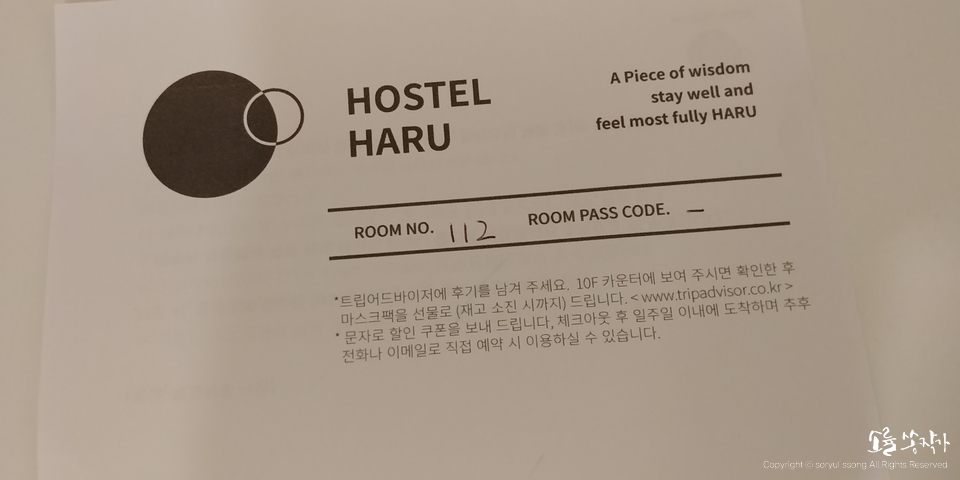 HOSTEL
HARU
A Piece of wisdom
stay well and
feel most fully HARU
ROOM NO. 112 ROOM PASS CODE. —
*트립어드바이저에 후기를 남겨 주세요. 10F 카운터에 보여 주시면 확인한 후
마스크팩을 선물로 (재고 소진 시까지) 드립니다. < www.tripadvisor.co.kr >
* 문자로 할인 쿠폰을 보내 드립니다, 체크아웃 후 일주일 이내에 도착하며 추후
전화나 이메일로 직접 예약 시 이용하실 수 있습니다.
소률 쏭작가
Copyright ⓒ soryul ssong All Rights Reserved